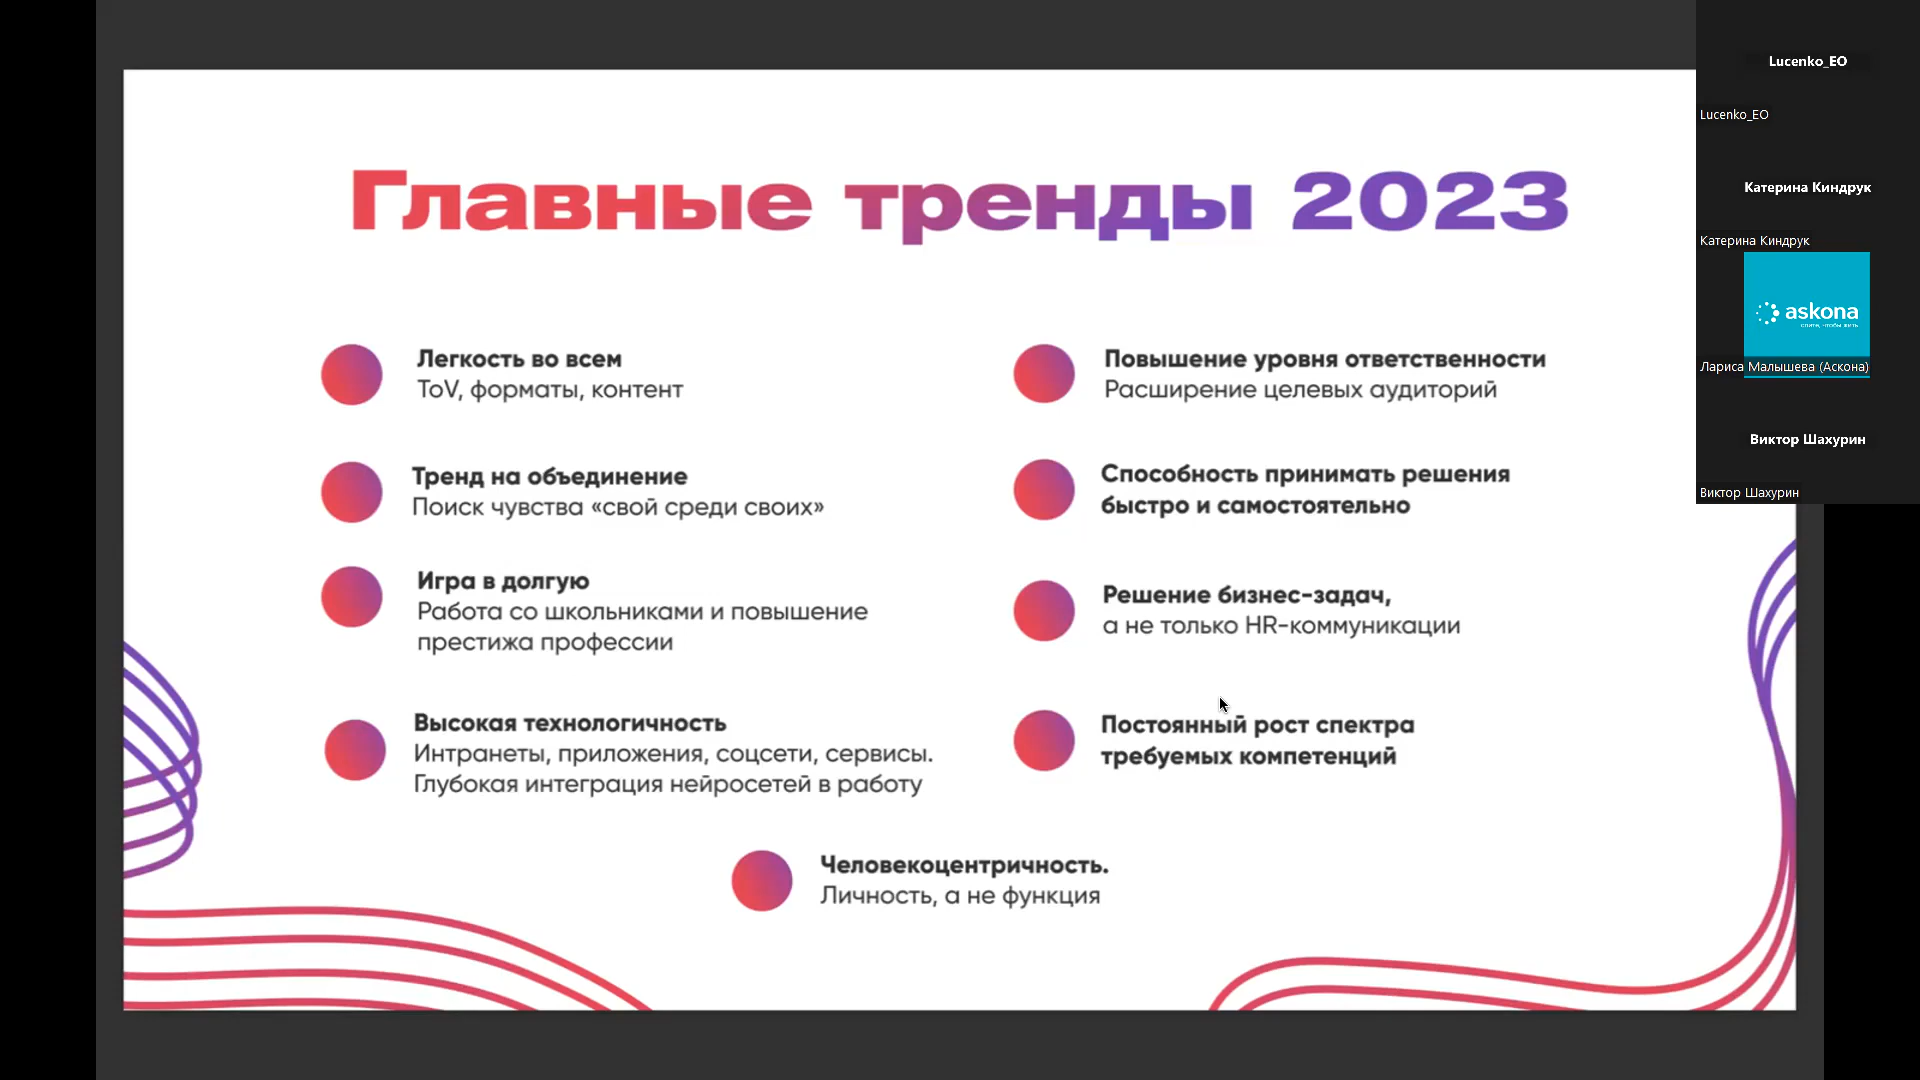 Главные тренды 2023
Легкость во всем
ToV, форматы, контент
Тренд на объединение
Поиск чувства «свой среди своих»
Игра в долгую
Работа со школьниками и повышение
престижа профессии
Высокая технологичность
Интранеты, приложения, соцсети, сервисы.
Глубокая интеграция нейросетей в работу
Повышение уровня ответственности
Расширение целевых аудиторий
Способность принимать решения
быстро и самостоятельно
Решение бизнес-задач,
а не только HR-коммуникации
Постоянный рост спектра
требуемых компетенций
Человекоцентричность.
Личность, а не функция
Lucenko_EO
Lucenko_EO
Катерина Киндрук
Катерина Киндрук
askona
спите, чтобы жить
Лариса Малышева (Аскона)
Виктор Шахурин
Виктор Шахурин